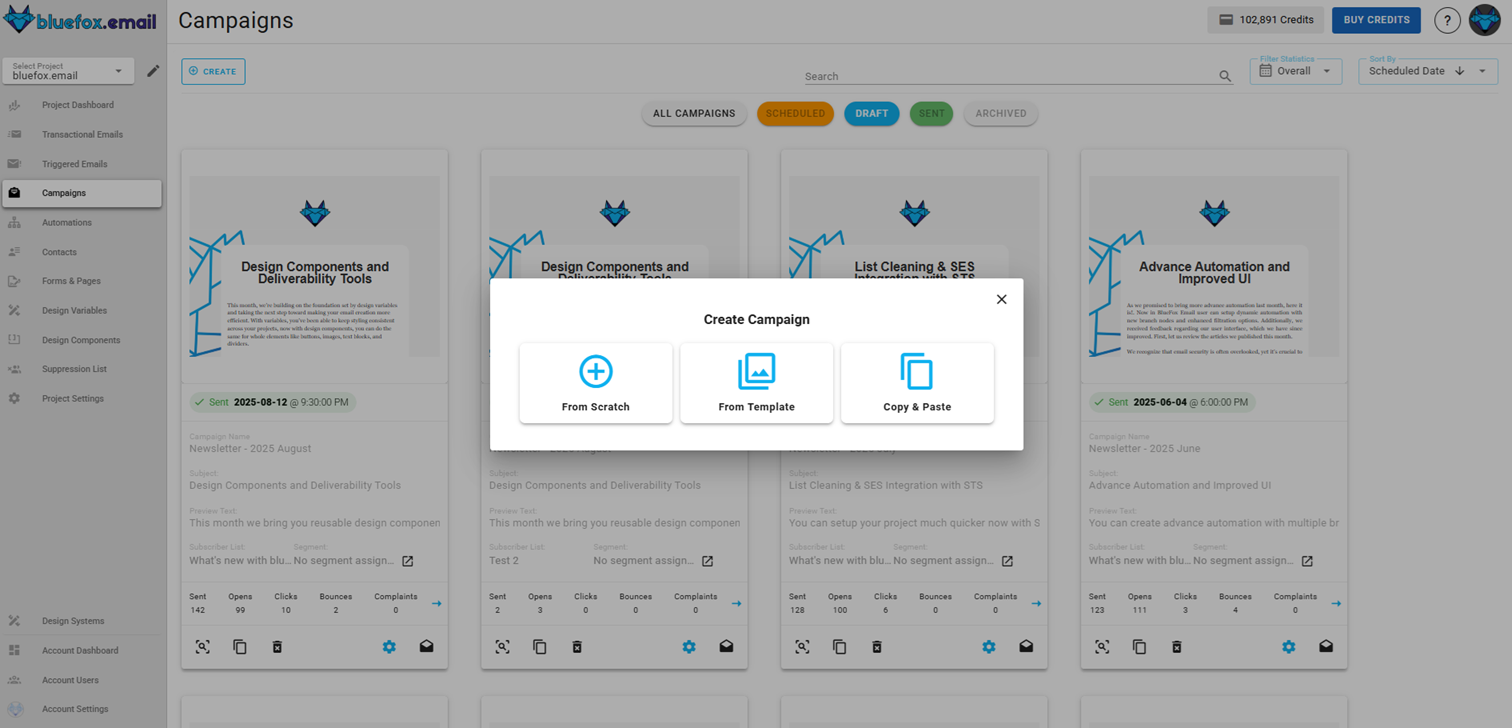 bluefox.email
Campaigns
102,891 Credits
BUY CREDITS
?
Select Project
bluefox.email
CREATE
Search
Filter Statistics
Overall
Sort By
Scheduled Date
Project Dashboard
Transactional Emails
Triggered Emails
Campaigns
Automations
Contacts
Forms & Pages
Design Variables
Design Components
Suppression List
Project Settings
Design Systems
Account Dashboard
Account Users
Account Settings
ALL CAMPAIGNS
SCHEDULED
DRAFT
SENT
ARCHIVED
Design Components and
Deliverability Tools
This month, we're building on the foundation set by design variables
and taking the next step toward making your email creation more
efficient. With variables, you've been able to keep styling consistent
across your projects, now with design components, you can do the
same for whole elements like buttons, images, text blocks, and
dividers.
Sent 2025-08-12 @ 9:30:00 PM
Campaign Name
Newsletter - 2025 August
Subject:
Design Components and Deliverability Tools
Preview Text:
This month we bring you reusable design componen
Subscriber List:
Segment:
What's new with blu...
No segment assign...
Sent Opens Clicks Bounces Complaints
142 99 10 2 0
Design Components and
Deliverability Tools
Design Components and Deliverability Tools
Preview Text:
This month we bring you reusable design componen
Subject:
Subscriber List:
Segment:
Test 2
No segment assign...
Sent Opens Clicks Bounces Complaints
2 3 0 0 0
List Cleaning & SES
Integration with STS
Subject:
List Cleaning & SES Integration with STS
Preview Text:
You can setup your project much quicker now with S
Subscriber List:
Segment:
What's new with blu...
No segment assign...
Sent Opens Clicks Bounces Complaints
128 100 6 0 0
Advance Automation and
Improved UI
As we promised to bring more advance automation last month, here it
is!. Now in BlueFox Email user can setup dynamic automation with
new branch nodes and enhanced filtration options. Additionally, we
received feedback regarding our user interface, which we have since
improved. First, let us review the articles we published this month.
We recognize that email security is often overlooked, yet it's crucial to
Sent 2025-06-04 @ 6:00:00 PM
Campaign Name
Newsletter - 2025 June
Subject:
Advance Automation and Improved UI
Preview Text:
You can create advance automation with multiple br
Subscriber List:
Segment:
What's new with blu...
No segment assign...
Sent Opens Clicks Bounces Complaints
123 111 3 4 0
Create Campaign
From Scratch
From Template
Copy & Paste